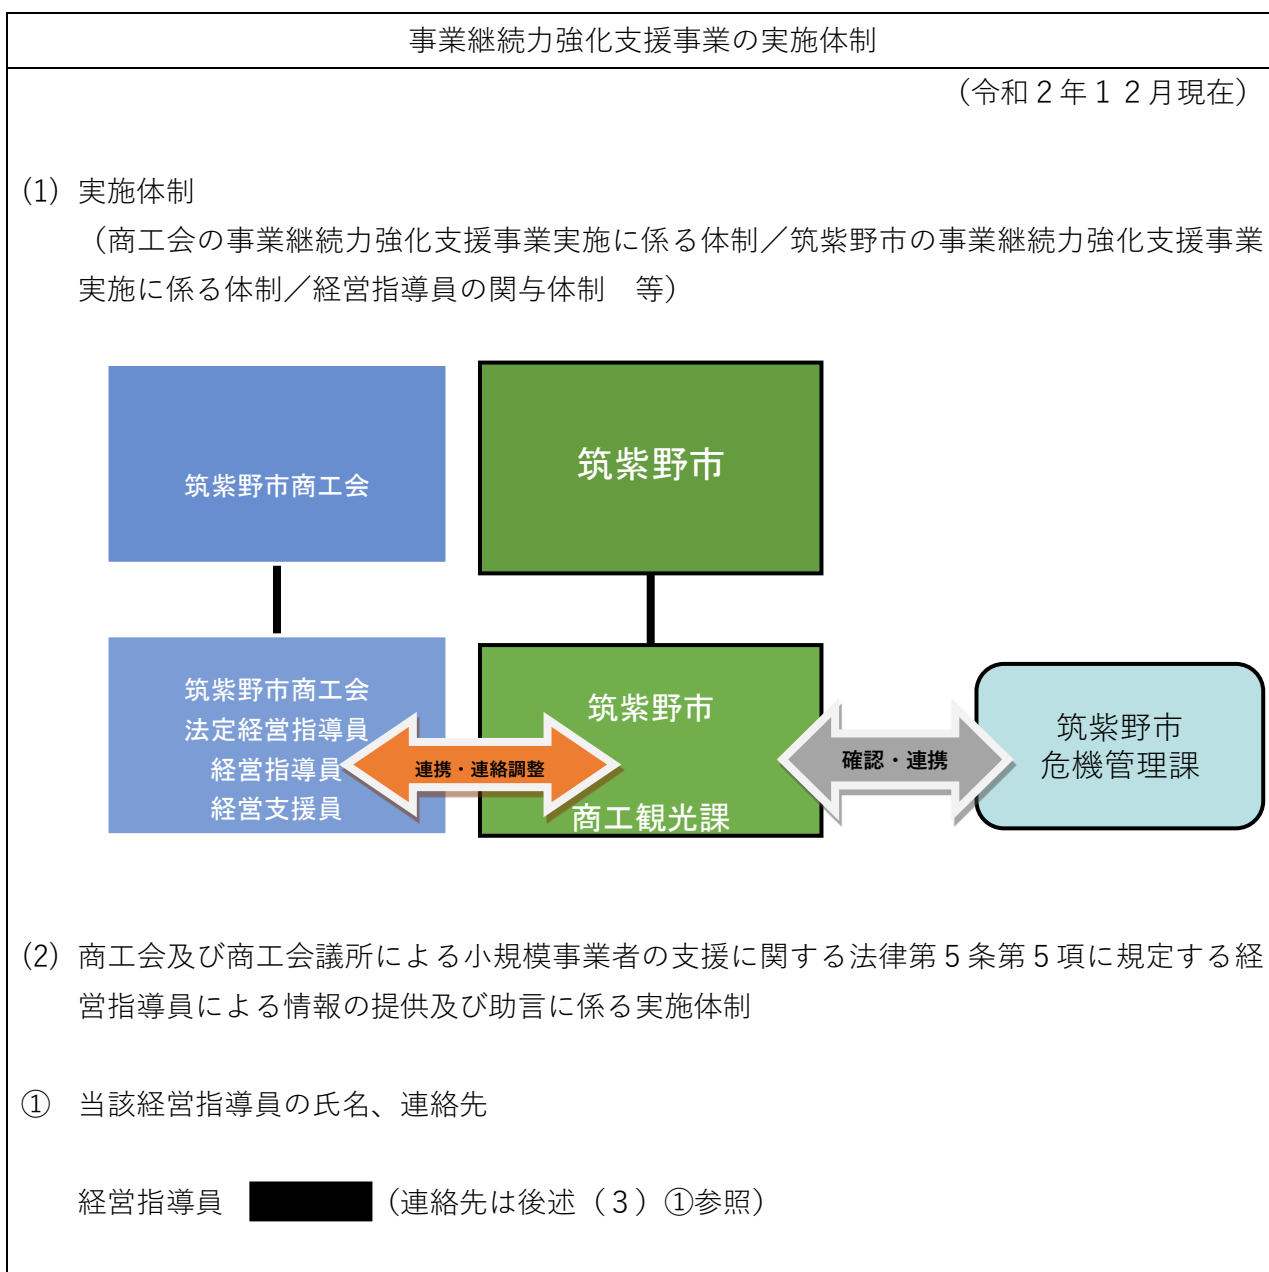 事業継続力強化支援事業の実施体制
（令和２年１２月現在）
(1) 実施体制
（商工会の事業継続力強化支援事業実施に係る体制／筑紫野市の事業継続力強化支援事業
実施に係る体制／経営指導員の関与体制　等）
筑紫野市商工会
筑紫野市
筑紫野市商工会
法定経営指導員
経営指導員
経営支援員
連携・連絡調整
筑紫野市
商工観光課
確認・連携
筑紫野市
危機管理課
(2) 商工会及び商工会議所による小規模事業者の支援に関する法律第５条第５項に規定する経
営指導員による情報の提供及び助言に係る実施体制
① 当該経営指導員の氏名、連絡先
経営指導員　（連絡先は後述（３）①参照）